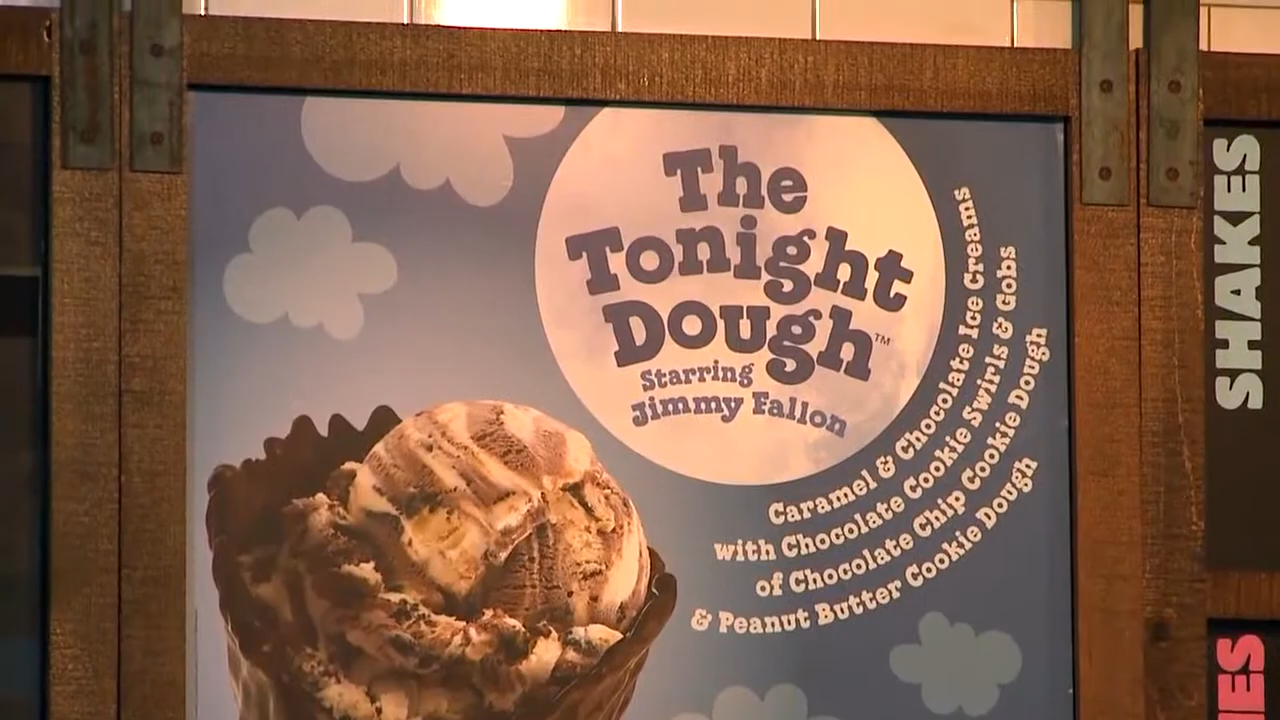 The
Tonight
Dough™
Starring
Jimmy Fallon
Caramel & Chocolate Ice Creams
with Chocolate Cookie Swirls & Gobs
of Chocolate Chip Cookie Dough
& Peanut Butter Cookie Dough
SHAKES